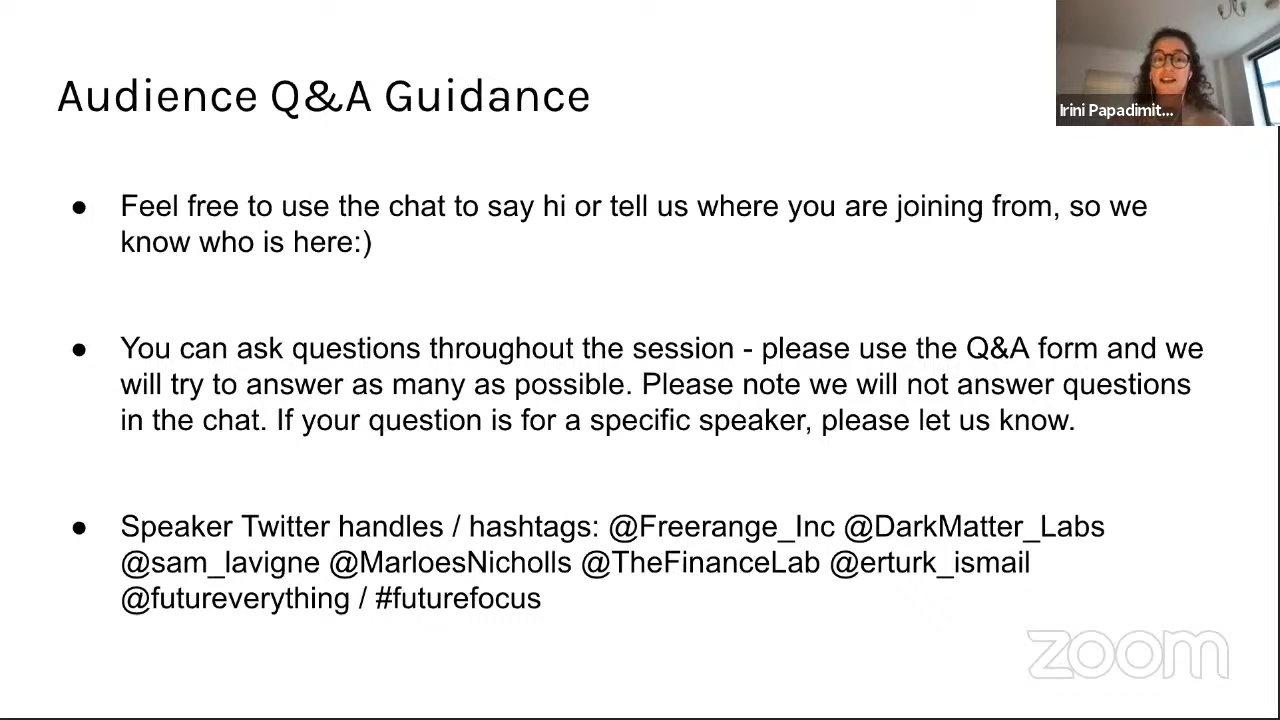 Audience Q&A Guidance
Irini Papadimit...
● Feel free to use the chat to say hi or tell us where you are joining from, so we
know who is here:)
● You can ask questions throughout the session - please use the Q&A form and we
will try to answer as many as possible. Please note we will not answer questions
in the chat. If your question is for a specific speaker, please let us know.
● Speaker Twitter handles / hashtags: @Freerange_Inc @DarkMatter_Labs
@sam_lavigne @MarloesNicholls @TheFinanceLab @erturk_ismail
@futureverything / #futurefocus
zoom